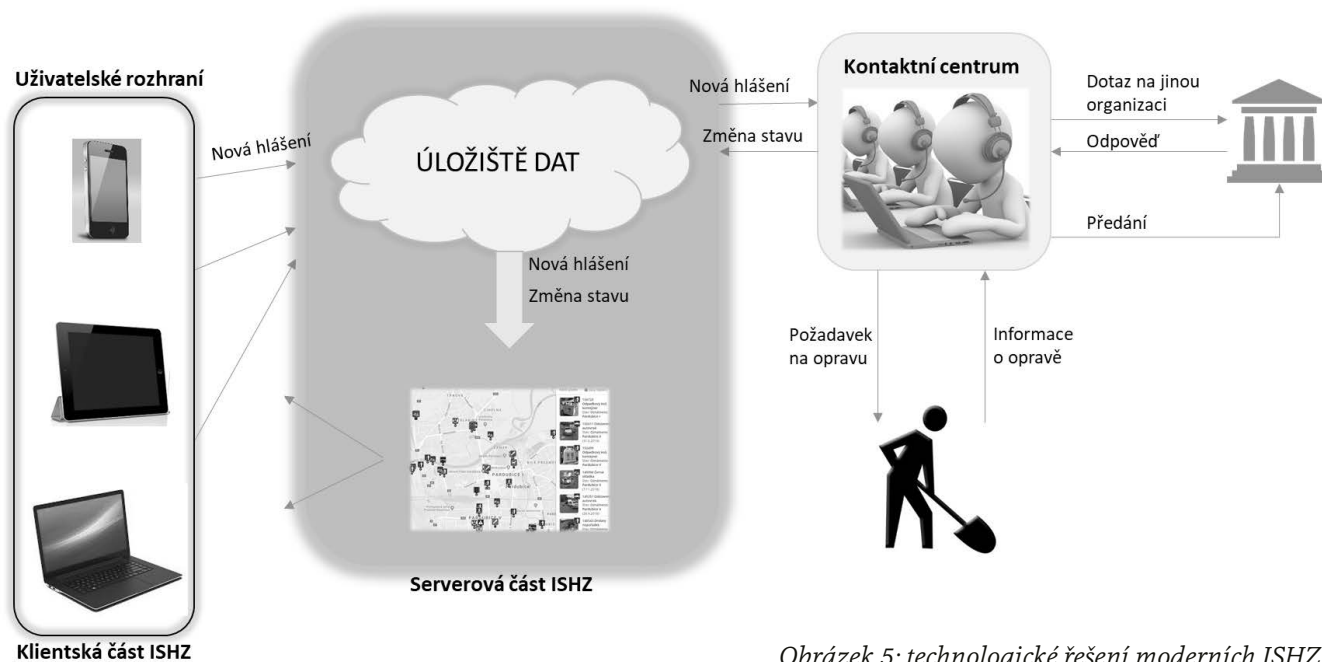 Uživatelské rozhraní
Nová hlášení
Klientská část ISHZ
ÚLOŽIŠTĚ DAT
Nová hlášení
Změna stavu
Serverová část ISHZ
Nová hlášení
Změna stavu
Kontaktní centrum
Dotaz na jinou
organizaci
Odpověď
Předání
Požadavek
na opravu
Informace
o opravě
Obrázek 5: technologické řešení moderních ISHZ